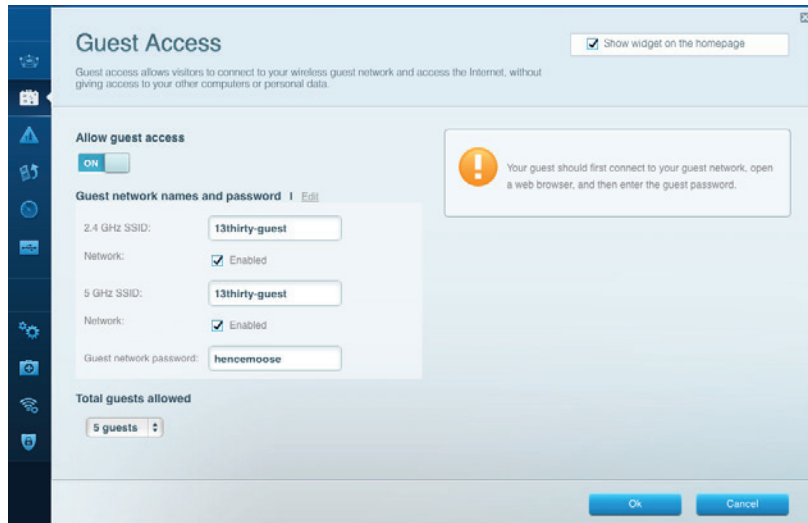 Guest Access
Show widget on the homepage
Guest access allows visitors to connect to your wireless guest network and access the Internet, without
giving access to your other computers or personal data.
Allow guest access
ON
Your guest should first connect to your guest network, open
a web browser, and then enter the guest password.
Guest network names and password | Edit
2.4 GHz SSID: 13thirty-guest
Network: Enabled
5 GHz SSID: 13thirty-guest
Network: Enabled
Guest network password: hencemoose
Total guests allowed
5 guests
Ok Cancel